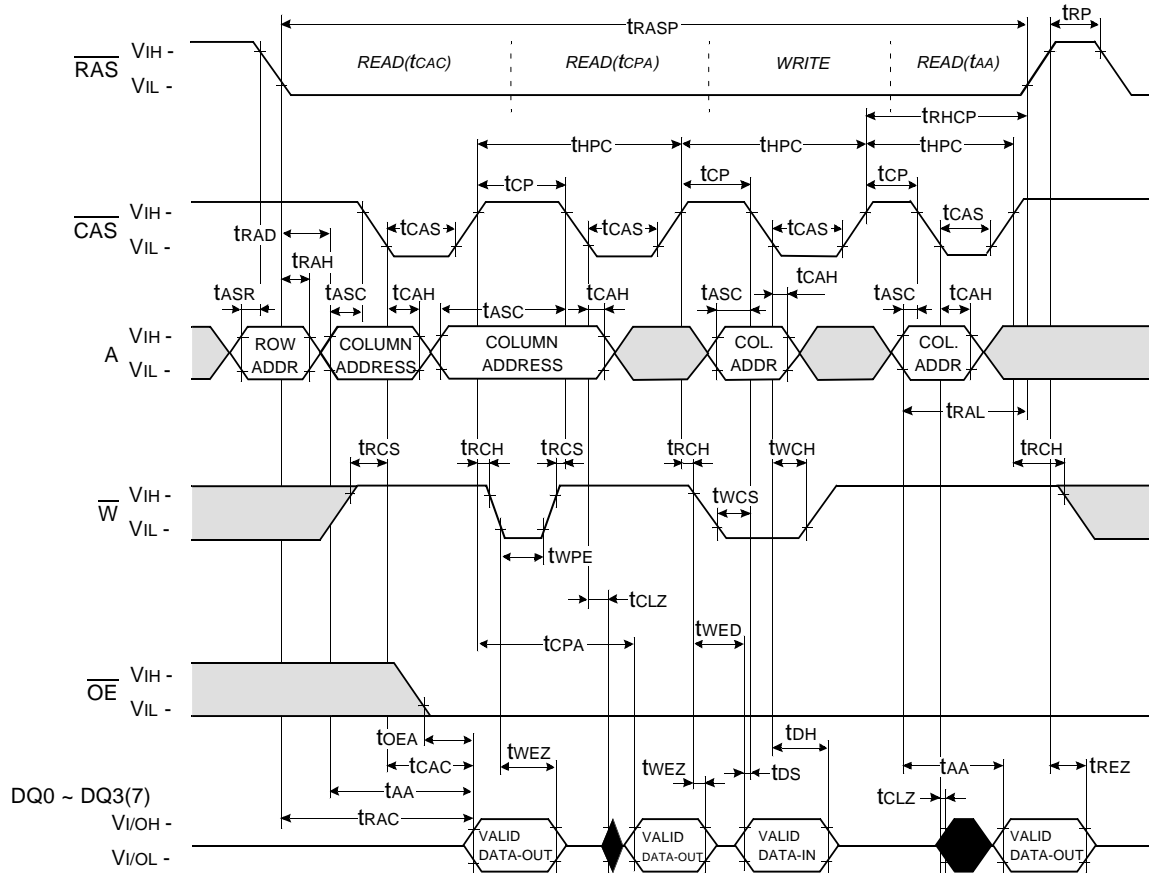 tRASP
tRP
VIH -
RAS
VIL -
READ(tCAC)
READ(tCPA)
WRITE
READ(tAA)
tRHCP
tHPC
tHPC
tHPC
tCP
tCP
tCP
VIH -
CAS
VIL -
tCAS
tCAS
tCAS
tCAS
tRAD
tRAH
tCAH
tASR
tASC
tCAH
tASC
tCAH
tASC
tASC
tCAH
VIH -
A
VIL -
ROW
ADDR
COLUMN
ADDRESS
COLUMN
ADDRESS
COL.
ADDR
COL.
ADDR
tRAL
tRCS
tRCH
tRCS
tRCH
tWCH
tRCH
VIH -
W
VIL -
tWCS
tWPE
tCLZ
tWED
tCPA
VIH -
OE
VIL -
tOEA
tDH
tCAC
tWEZ
tWEZ
tDS
tAA
tREZ
tAA
tCLZ
DQ0 ~ DQ3(7)
tRAC
VI/OH -
VI/OL -
VALID
DATA-OUT
VALID
DATA-OUT
VALID
DATA-IN
VALID
DATA-OUT